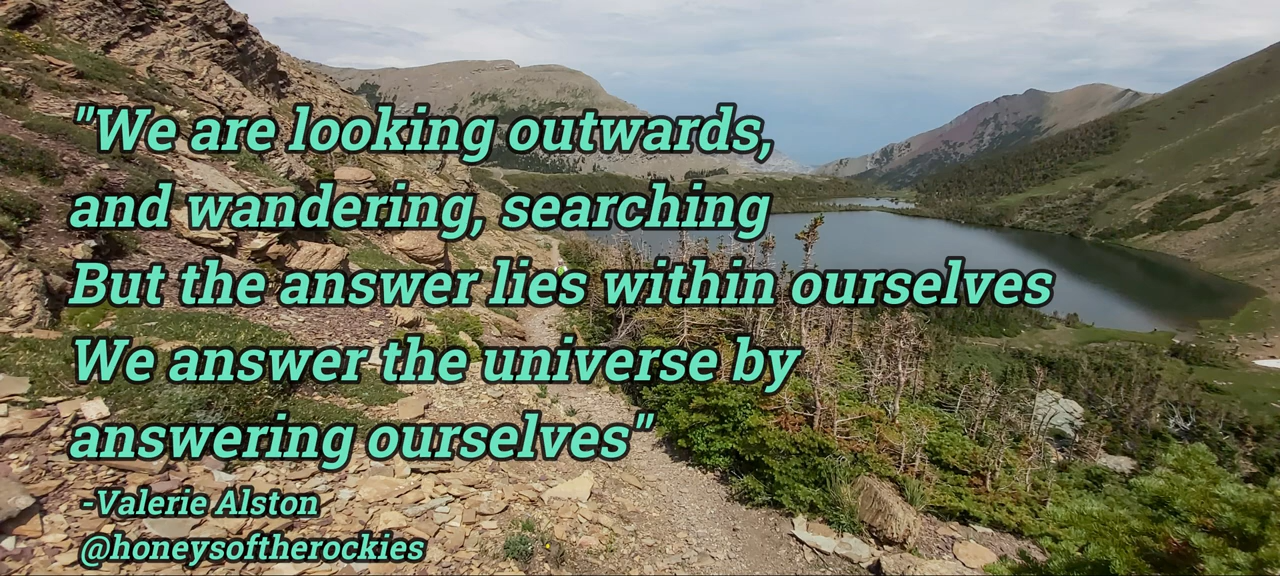 "We are looking outwards,
and wandering, searching
But the answer lies within ourselves
We answer the universe by
answering ourselves"
-Valerie Alston
@honeysoftherockies